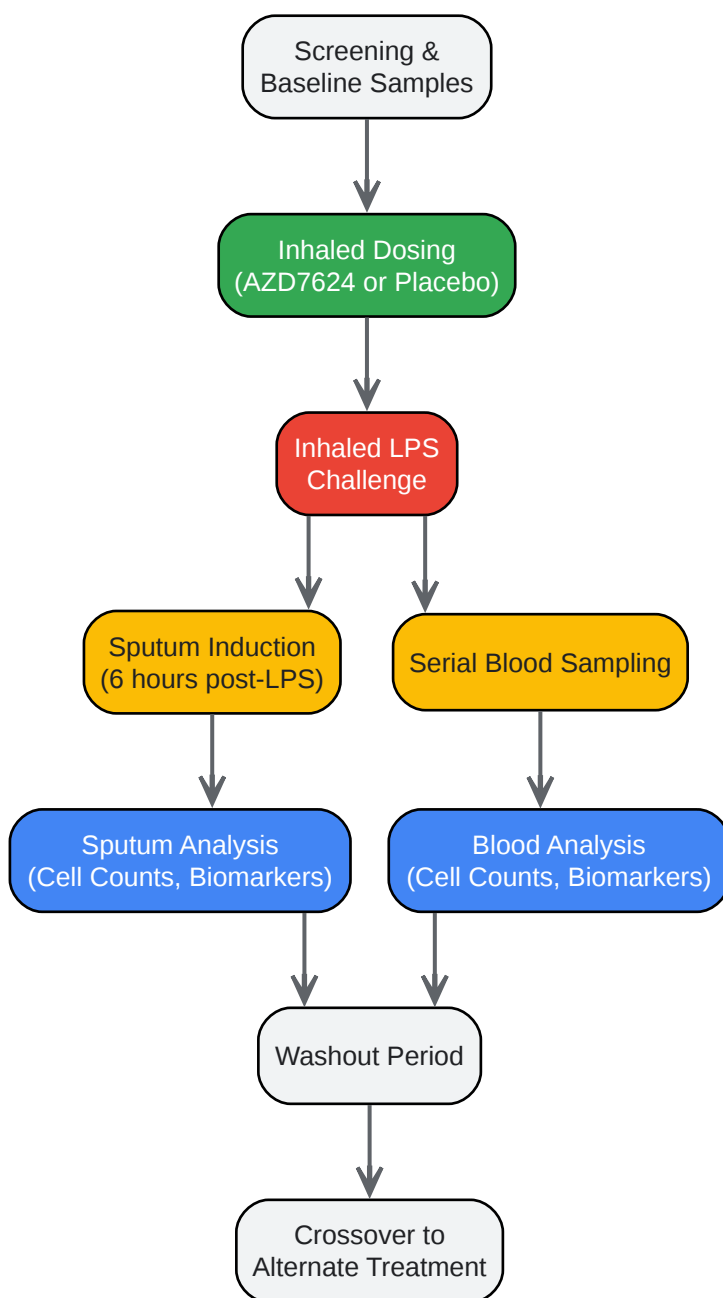 Screening &
Baseline Samples
Inhaled Dosing
(AZD7624 or Placebo)
Inhaled LPS
Challenge
Sputum Induction
(6 hours post-LPS)
Serial Blood Sampling
Sputum Analysis
(Cell Counts, Biomarkers)
Blood Analysis
(Cell Counts, Biomarkers)
Washout Period
Crossover to
Alternate Treatment